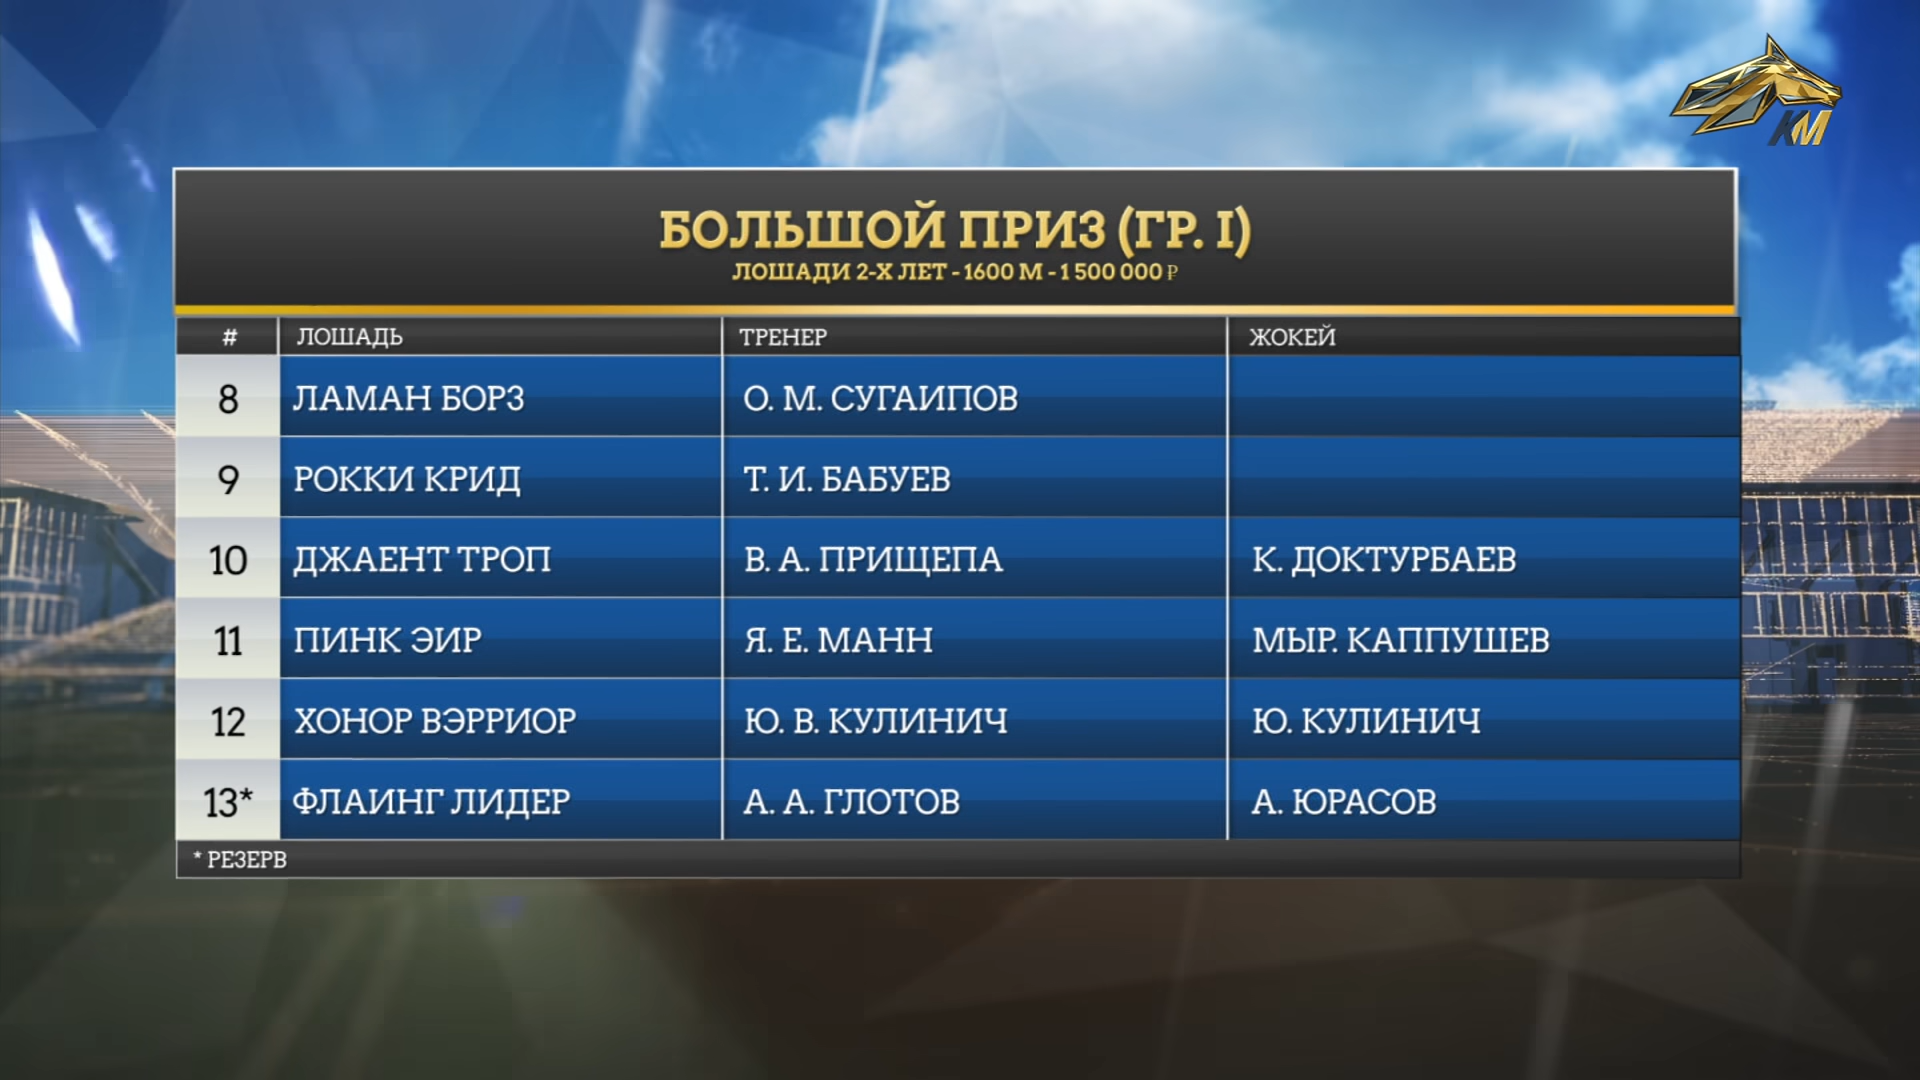 КМ
БОЛЬШОЙ ПРИЗ (ГР. I)
ЛОШАДИ 2-Х ЛЕТ - 1600 М - 1 500 000 ₽
# ЛОШАДЬ ТРЕНЕР ЖОКЕЙ
8 ЛАМАН БОРЗ О. М. СУГАИПОВ
9 РОККИ КРИД Т. И. БАБУЕВ
10 ДЖАЕНТ ТРОП В. А. ПРИЩЕПА К. ДОКТУРБАЕВ
11 ПИНК ЭИР Я. Е. МАНН МЫР. КАППУШЕВ
12 ХОНОР ВЭРРИОР Ю. В. КУЛИНИЧ Ю. КУЛИНИЧ
13* ФЛАИНГ ЛИДЕР А. А. ГЛОТОВ А. ЮРАСОВ
* РЕЗЕРВ